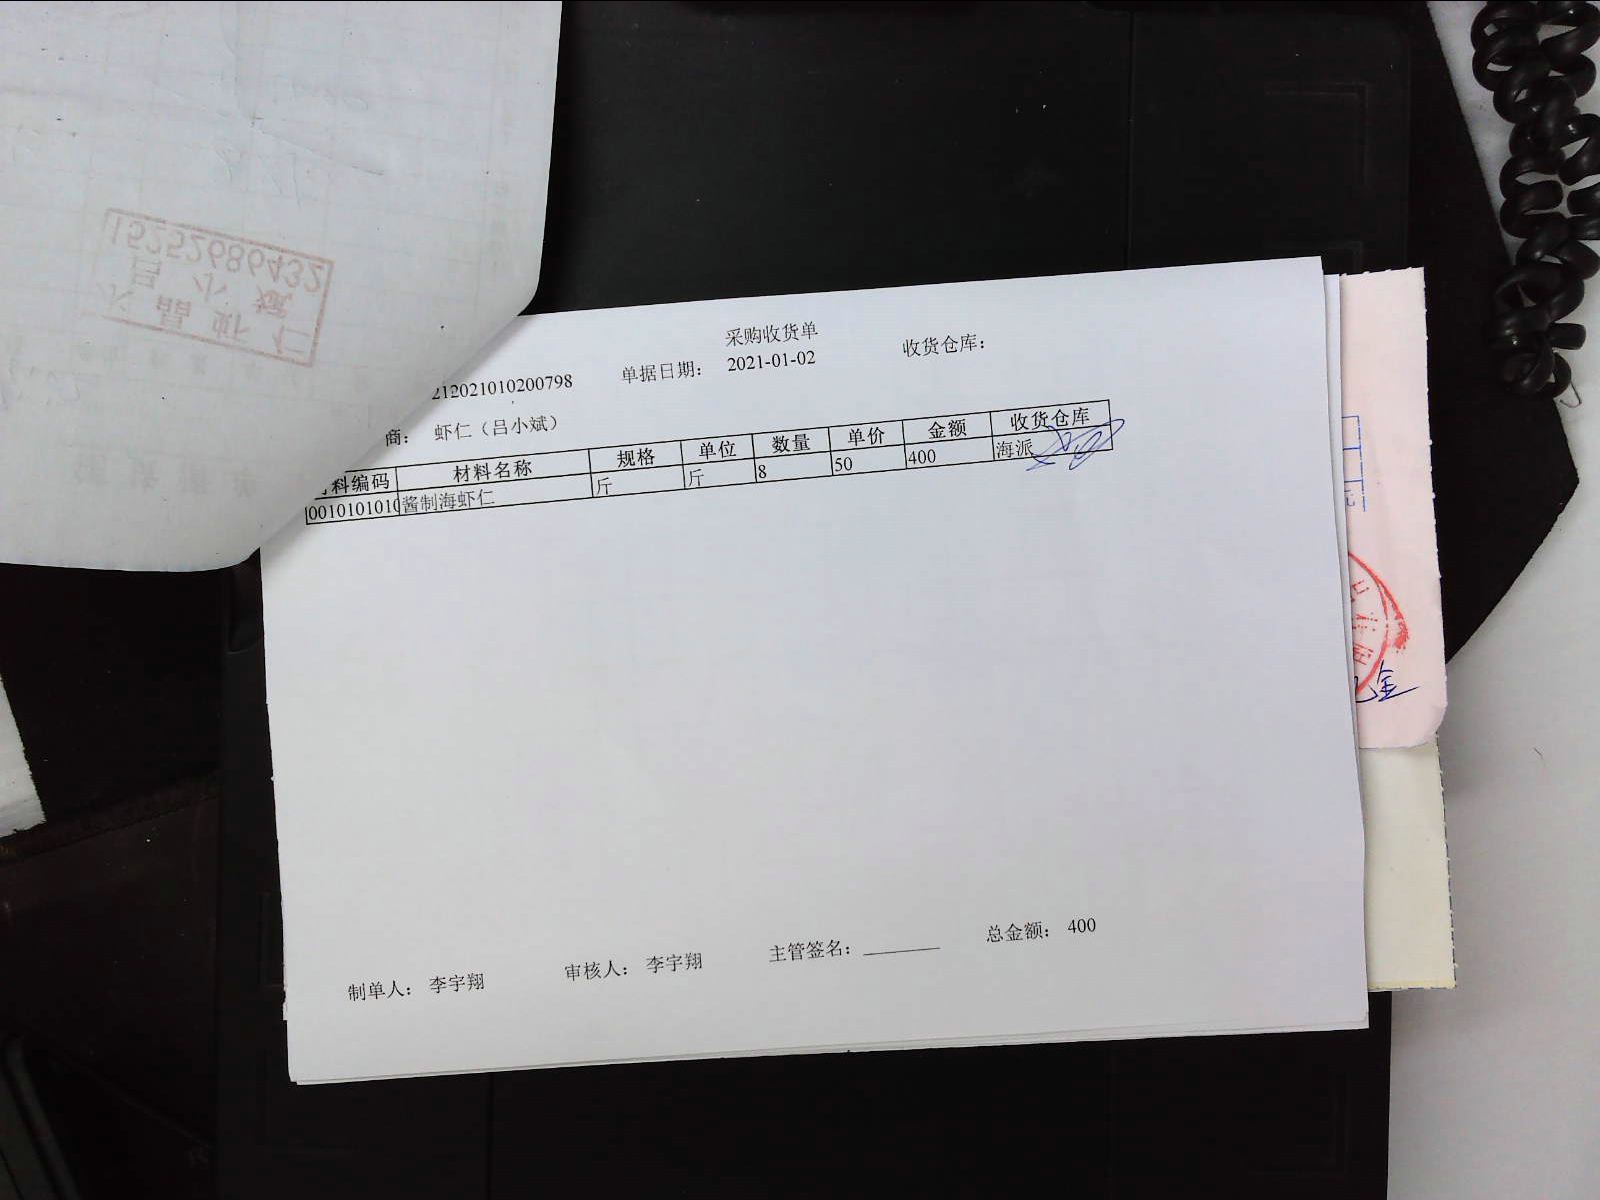 15252686432
采购收货单
212021010200798 单据日期: 2021-01-02 收货仓库:
商: 虾仁（吕小斌）
料编码 材料名称 规格 单位 数量 单价 金额 收货仓库
0010101010 酱制海虾仁 斤 斤 8 50 400 海派
制单人: 李宇翔 审核人: 李宇翔 主管签名: 总金额: 400
金